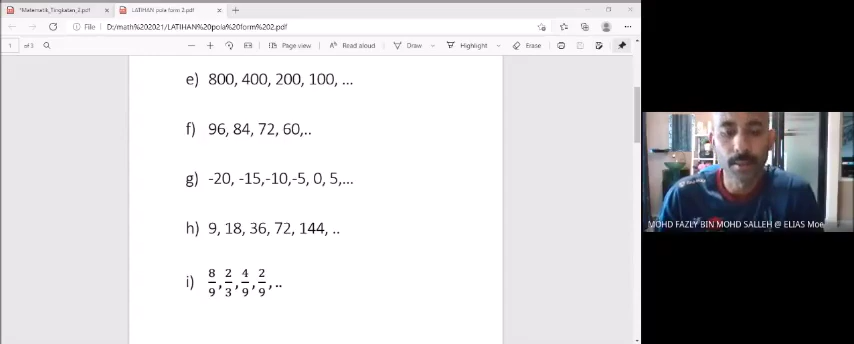 *Matematik_Tingkatan_2.pdf
LATIHAN pola form 2.pdf
File | D:/math%202021/LATIHAN%20pola%20form%202.pdf
1 of 3 Page view Read aloud Draw Highlight Erase
e) 800, 400, 200, 100, ...
f) 96, 84, 72, 60,..
g) -20, -15,-10,-5, 0, 5,...
h) 9, 18, 36, 72, 144, ..
i) 8/9, 2/3, 4/9, 2/9, ..
MOHD FAZLY BIN MOHD SALLEH @ ELIAS Moe